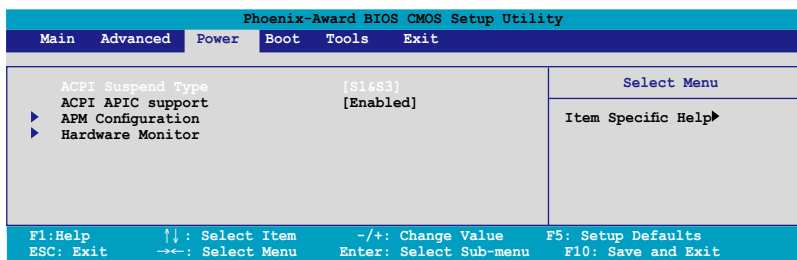 Phoenix-Award BIOS CMOS Setup Utility
Main Advanced Power Boot Tools Exit
ACPI Suspend Type [S1&S3]
ACPI APIC support [Enabled]
APM Configuration
Hardware Monitor
Select Menu
Item Specific Help
F1:Help ↑↓: Select Item -/+: Change Value F5: Setup Defaults
ESC: Exit →←: Select Menu Enter: Select Sub-menu F10: Save and Exit